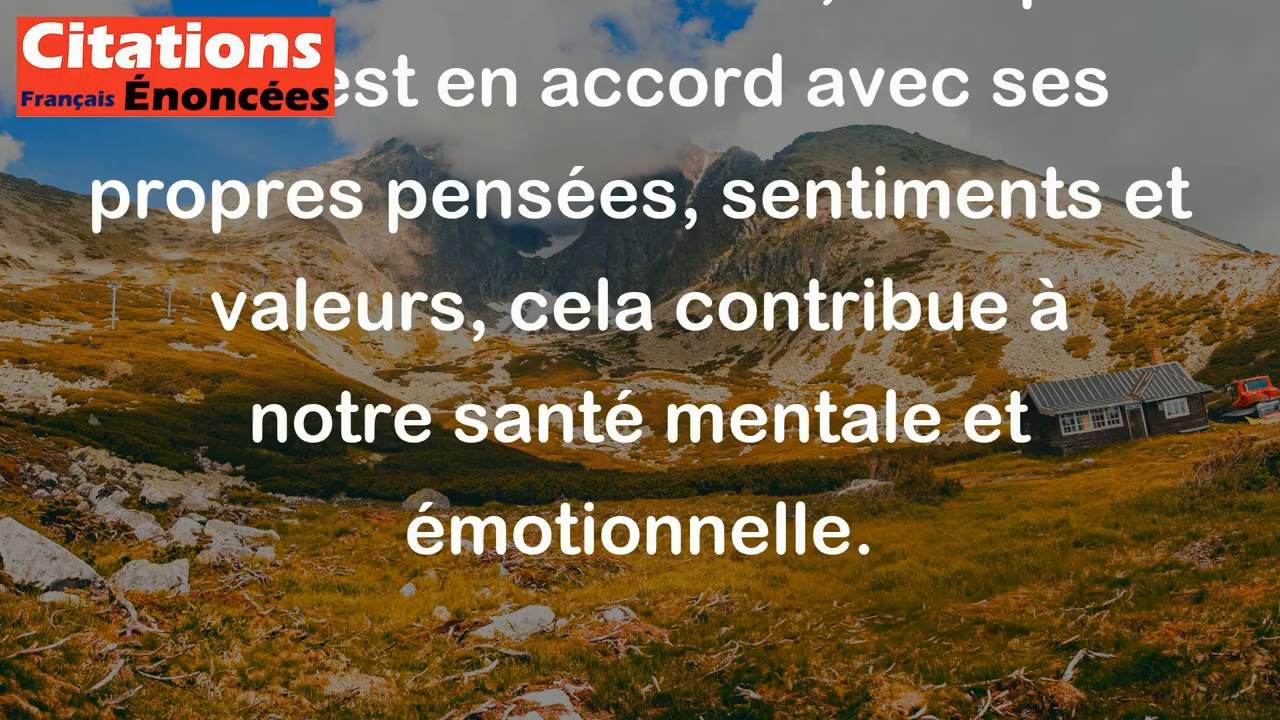 Citations
Français Énoncées
est en accord avec ses
propres pensées, sentiments et
valeurs, cela contribue à
notre santé mentale et
émotionnelle.